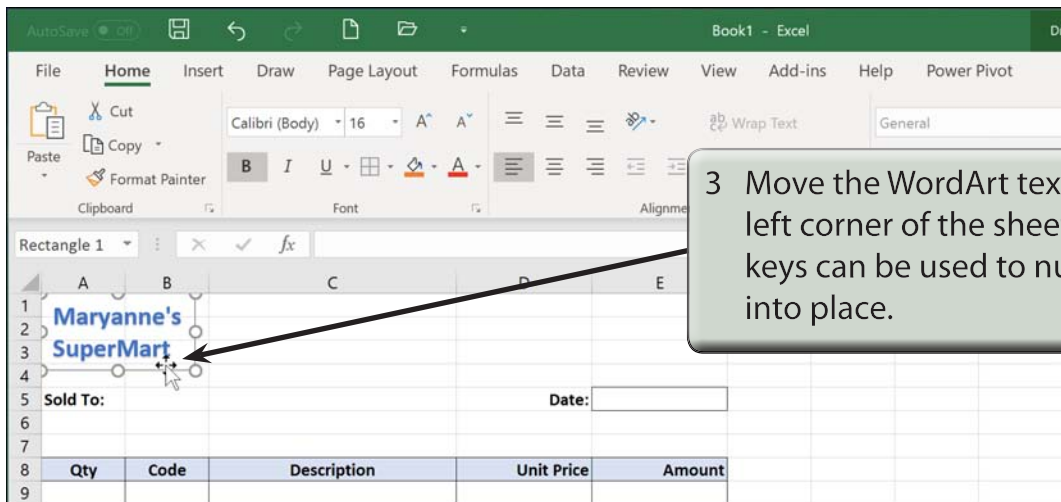 AutoSave Off Book1 - Excel
File Home Insert Draw Page Layout Formulas Data Review View Add-ins Help Power Pivot
Cut
Calibri (Body) 16 A A ab Wrap Text General
Copy
Paste
B I U A
Format Painter
Clipboard Font
Rectangle 1 fx
3 Move the WordArt
left corner of the
keys can be used to
into place.
A B C D E
1
2 Maryanne's
3 SuperMart
4
5 Sold To: Date:
6
7
8 Qty Code Description Unit Price Amount
9